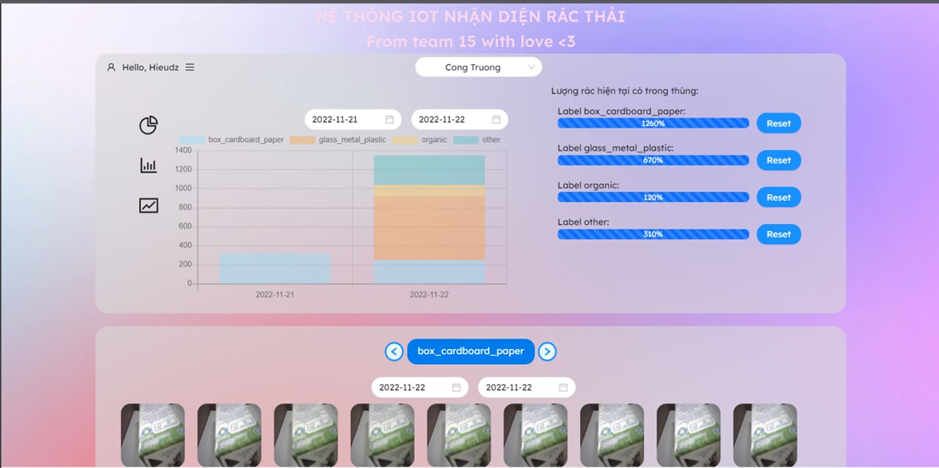 HỆ THỐNG IOT NHẬN DIỆN RÁC THẢI
From team 15 with love <3
Hello, Hieudz
Cong Truong
2022-11-21
2022-11-22
box_cardboard_paper
glass_metal_plastic
organic
other
1400
1200
1000
800
600
400
200
0
2022-11-21
2022-11-22
Lượng rác hiện tại có trong thùng:
Label box_cardboard_paper:
1260%
Reset
Label glass_metal_plastic:
670%
Reset
Label organic:
120%
Reset
Label other:
310%
Reset
box_cardboard_paper
2022-11-22
2022-11-22